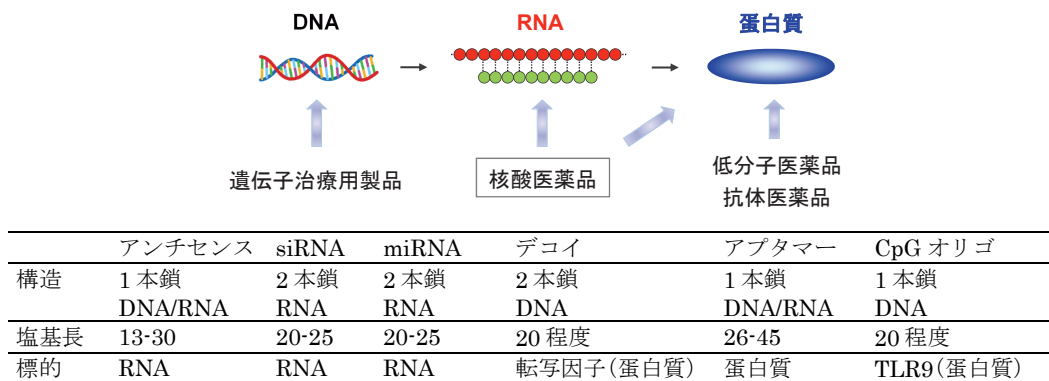 DNA RNA 蛋白質
遺伝子治療用製品
核酸医薬品
低分子医薬品
抗体医薬品
アンチセンス siRNA miRNA デコイ アプタマー CpG オリゴ
構造 1 本鎖 2 本鎖 2 本鎖 2 本鎖 1 本鎖 1 本鎖
DNA/RNA RNA RNA DNA DNA/RNA DNA
塩基長 13-30 20-25 20-25 20 程度 26-45 20 程度
標的 RNA RNA RNA 転写因子(蛋白質) 蛋白質 TLR9(蛋白質)